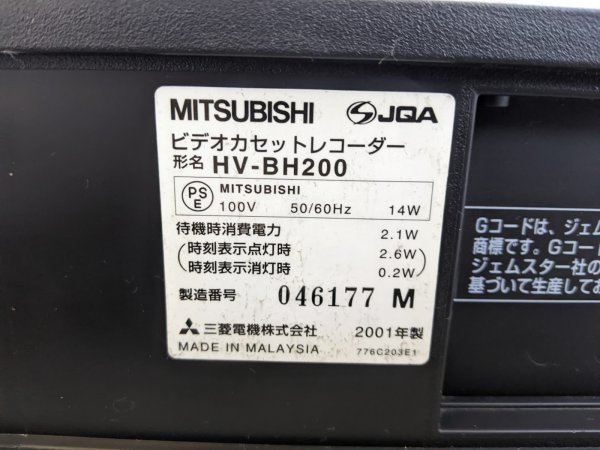 MITSUBISHI JQA
ビデオカセットレコーダー
形名 HV-BH200
PS E MITSUBISHI
100V 50/60Hz 14W
待機時消費電力 2.1W
(時刻表示点灯時 2.6W)
(時刻表示消灯時 0.2W)
製造番号 046177 M
三菱電機株式会社 2001年製
MADE IN MALAYSIA 776C203E1
Gコードは、ジェム
商標です。Gコー
ジェムスター社の
基づいて生産してお